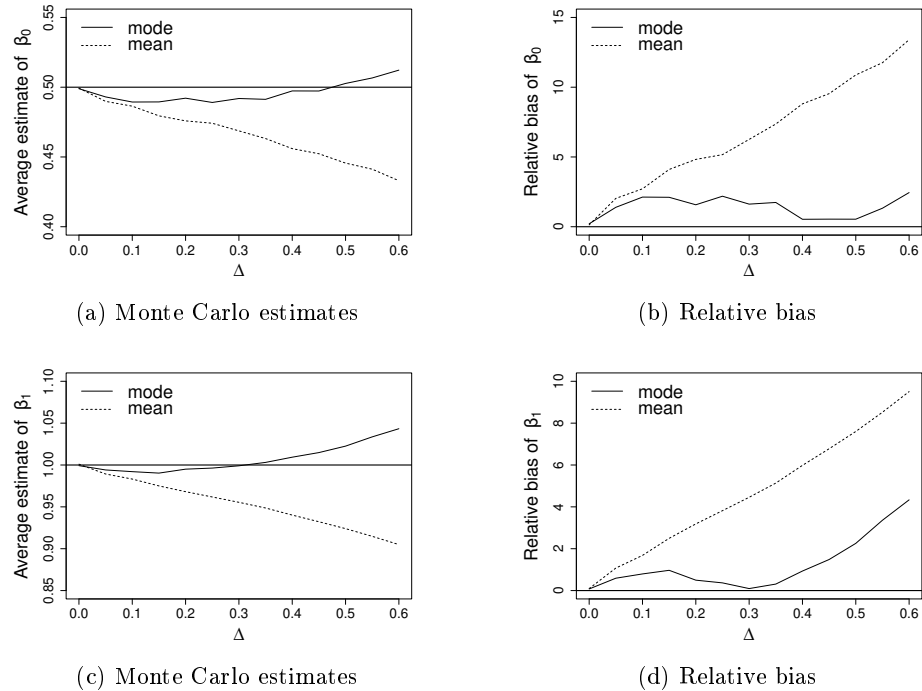 mode
mean
Average estimate of β0
0.40 0.45 0.50 0.55
0.0 0.1 0.2 0.3 0.4 0.5 0.6
Δ
(a) Monte Carlo estimates
mode
mean
Relative bias of β0
0 5 10 15
0.0 0.1 0.2 0.3 0.4 0.5 0.6
Δ
(b) Relative bias
mode
mean
Average estimate of β1
0.85 0.90 0.95 1.00 1.05 1.10
0.0 0.1 0.2 0.3 0.4 0.5 0.6
Δ
(c) Monte Carlo estimates
mode
mean
Relative bias of β1
0 2 4 6 8 10
0.0 0.1 0.2 0.3 0.4 0.5 0.6
Δ
(d) Relative bias